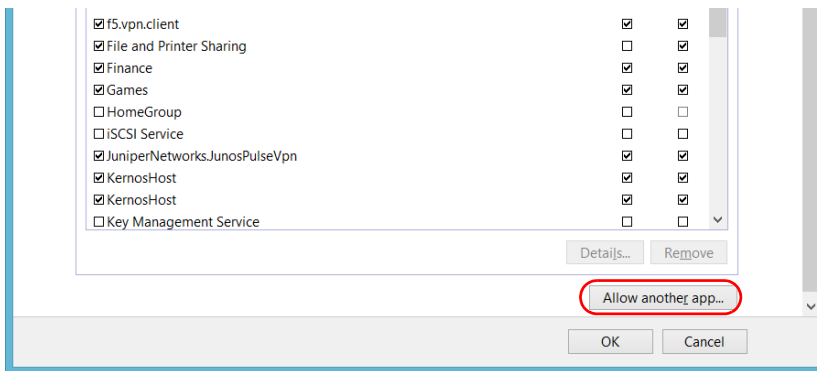 f5.vpn.client
File and Printer Sharing
Finance
Games
HomeGroup
iSCSI Service
JuniperNetworks.JunosPulseVpn
KernosHost
KernosHost
Key Management Service
Details... Remove
Allow another app...
OK Cancel